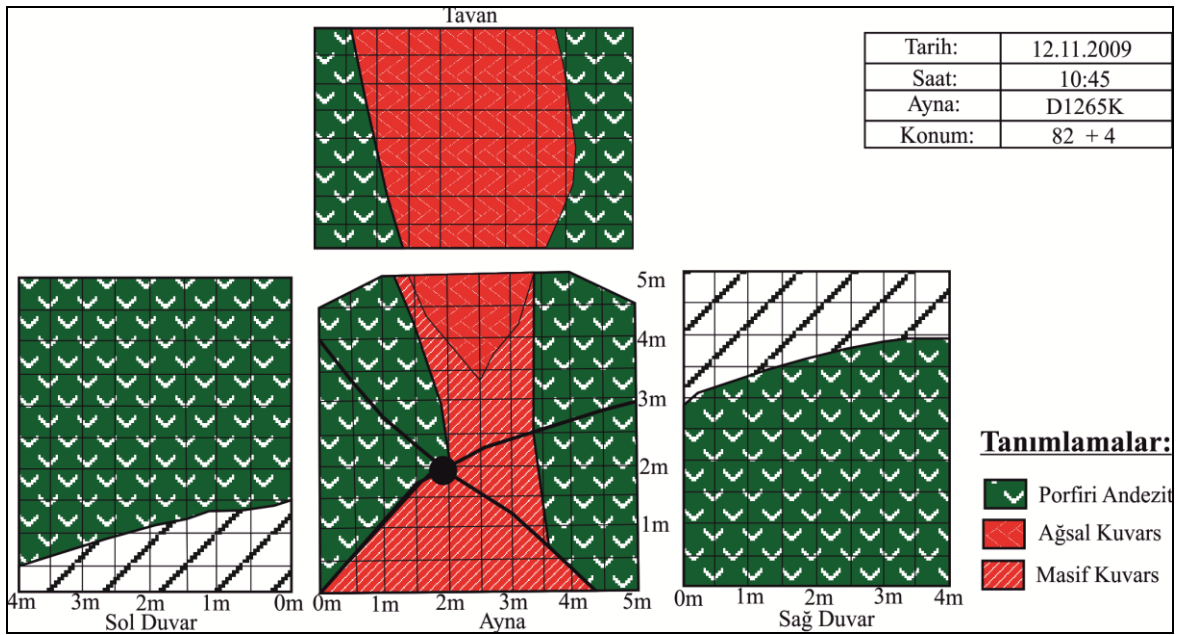 Tavan
Tarih: 12.11.2009
Saat: 10:45
Ayna: D1265K
Konum: 82 + 4
5m
4m
3m
2m
1m
Tanımlamalar:
Porfiri Andezit
Ağsal Kuvars
Masif Kuvars
4m 3m 2m 1m 0m
Sol Duvar
0m 1m 2m 3m 4m 5m
Ayna
0m 1m 2m 3m 4m
Sağ Duvar